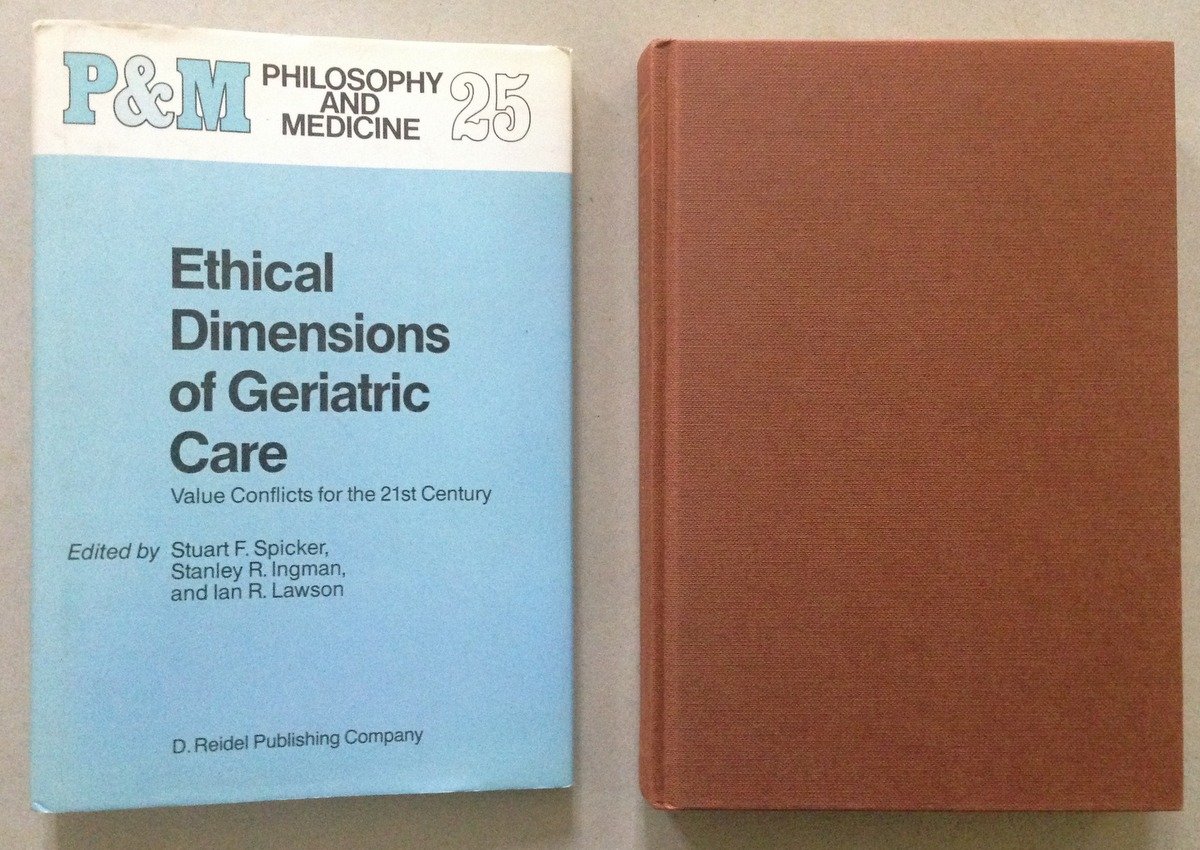 P&M PHILOSOPHY 25
AND
MEDICINE
Ethical
Dimensions
of Geriatric
Care
Value Conflicts for the 21st Century
Edited by Stuart F. Spicker,
Stanley R. Ingman,
and Ian R. Lawson
D. Reidel Publishing Company